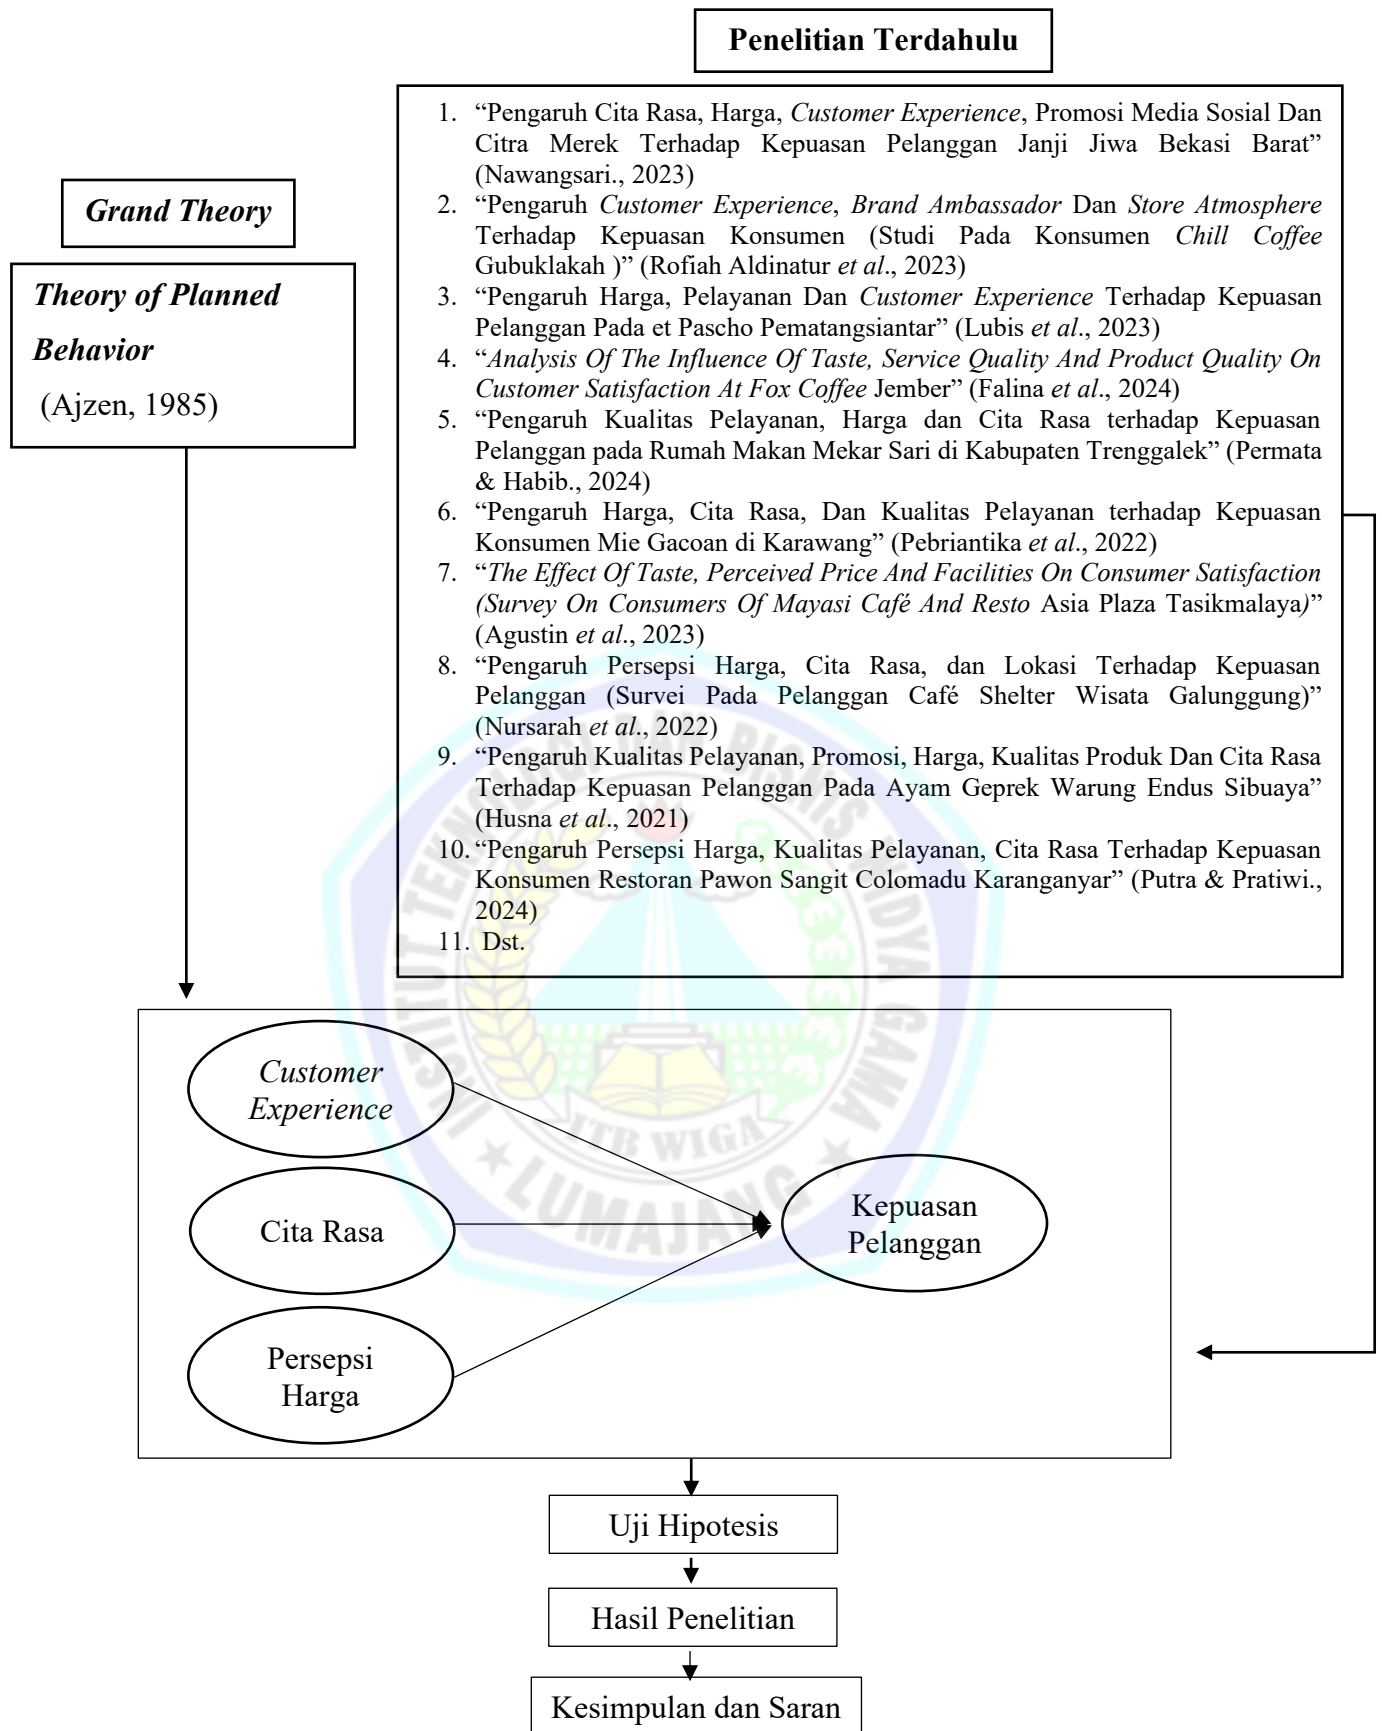 Penelitian Terdahulu
1. “Pengaruh Cita Rasa, Harga, Customer Experience, Promosi Media Sosial Dan
Citra Merek Terhadap Kepuasan Pelanggan Janji Jiwa Bekasi Barat”
(Nawangsari., 2023)
2. “Pengaruh Customer Experience, Brand Ambassador Dan Store Atmosphere
Terhadap Kepuasan Konsumen (Studi Pada Konsumen Chill Coffee
Gubuklakah )” (Rofiah Aldinatur et al., 2023)
3. “Pengaruh Harga, Pelayanan Dan Customer Experience Terhadap Kepuasan
Pelanggan Pada et Pascho Pematangsiantar” (Lubis et al., 2023)
4. “Analysis Of The Influence Of Taste, Service Quality And Product Quality On
Customer Satisfaction At Fox Coffee Jember” (Falina et al., 2024)
5. “Pengaruh Kualitas Pelayanan, Harga dan Cita Rasa terhadap Kepuasan
Pelanggan pada Rumah Makan Mekar Sari di Kabupaten Trenggalek” (Permata
& Habib., 2024)
6. “Pengaruh Harga, Cita Rasa, Dan Kualitas Pelayanan terhadap Kepuasan
Konsumen Mie Gacoan di Karawang” (Pebriantika et al., 2022)
7. “The Effect Of Taste, Perceived Price And Facilities On Consumer Satisfaction
(Survey On Consumers Of Mayasi Café And Resto Asia Plaza Tasikmalaya)”
(Agustin et al., 2023)
8. “Pengaruh Persepsi Harga, Cita Rasa, dan Lokasi Terhadap Kepuasan
Pelanggan (Survei Pada Pelanggan Café Shelter Wisata Galunggung)”
(Nursarah et al., 2022)
9. “Pengaruh Kualitas Pelayanan, Promosi, Harga, Kualitas Produk Dan Cita Rasa
Terhadap Kepuasan Pelanggan Pada Ayam Geprek Warung Endus Sibuaya”
(Husna et al., 2021)
10. “Pengaruh Persepsi Harga, Kualitas Pelayanan, Cita Rasa Terhadap Kepuasan
Konsumen Restoran Pawon Sangit Colomadu Karanganyar” (Putra & Pratiwi.,
2024)
11. Dst.
Grand Theory
Theory of Planned
Behavior
(Ajzen, 1985)
INSTITUT TEKNOLOGI DAN BISNIS WIDYA GAMA
ITB WIGA
LUMAJANG
Customer
Experience
Cita Rasa
Persepsi
Harga
Kepuasan
Pelanggan
Uji Hipotesis
Hasil Penelitian
Kesimpulan dan Saran